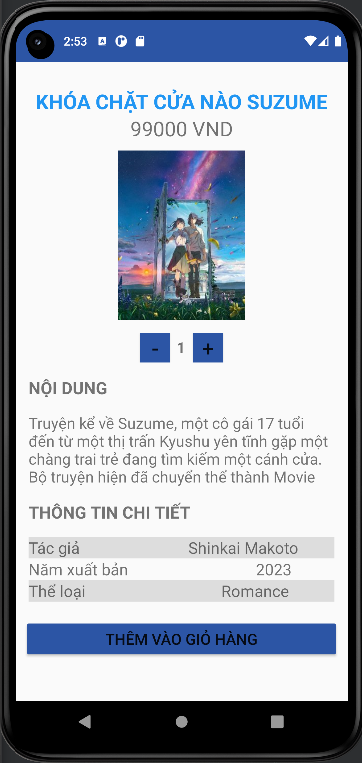 2:53
KHÓA CHẶT CỬA NÀO SUZUME
99000 VND
- 1 +
NỘI DUNG
Truyện kể về Suzume, một cô gái 17 tuổi
đến từ một thị trấn Kyushu yên tĩnh gặp một
chàng trai trẻ đang tìm kiếm một cánh cửa.
Bộ truyện hiện đã chuyển thể thành Movie
THÔNG TIN CHI TIẾT
Tác giả Shinkai Makoto
Năm xuất bản 2023
Thể loại Romance
THÊM VÀO GIỎ HÀNG